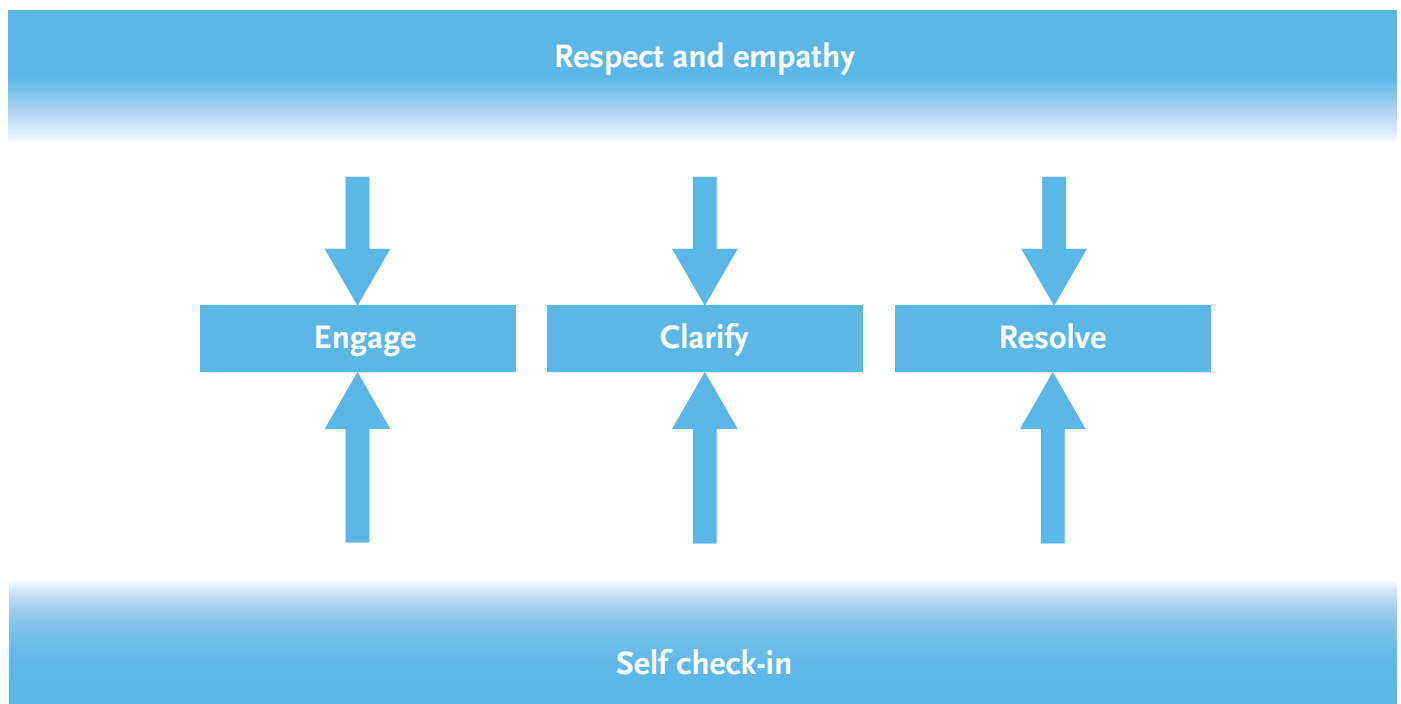 Respect and empathy
Engage
Clarify
Resolve
Self check-in